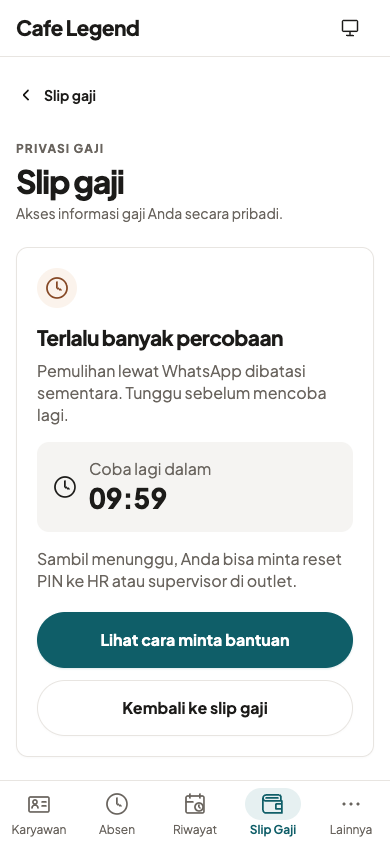 Cafe Legend
Slip gaji
PRIVASI GAJI
Slip gaji
Akses informasi gaji Anda secara pribadi.
Terlalu banyak percobaan
Pemulihan lewat WhatsApp dibatasi
sementara. Tunggu sebelum mencoba
lagi.
Coba lagi dalam
09:59
Sambil menunggu, Anda bisa minta reset
PIN ke HR atau supervisor di outlet.
Lihat cara minta bantuan
Kembali ke slip gaji
Karyawan Absen Riwayat Slip Gaji Lainnya